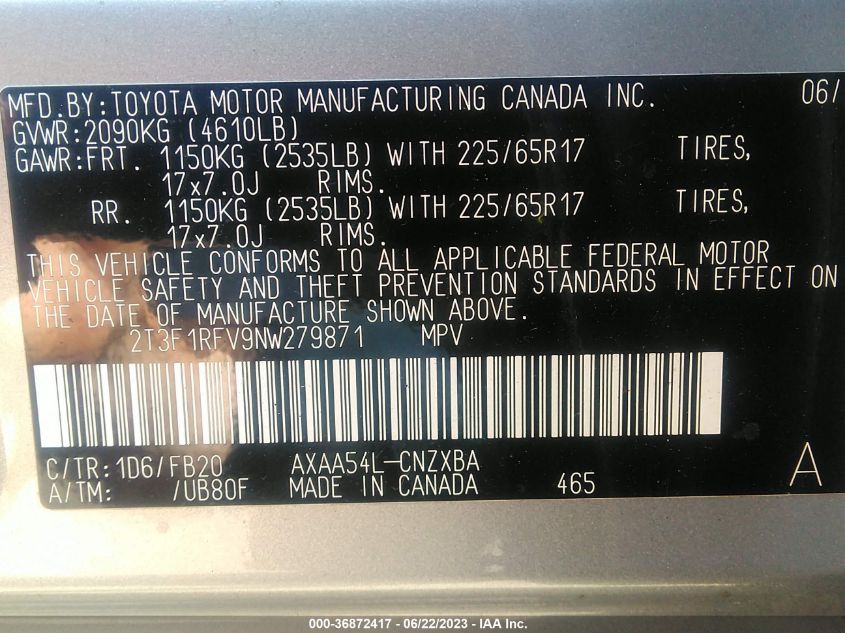 MFD.BY:TOYOTA MOTOR MANUFACTURING CANADA INC. 06/
GVWR:2090KG (4610LB)
GAWR:FRT. 1150KG (2535LB) WITH 225/65R17 TIRES,
17x7.0J RIMS.
RR. 1150KG (2535LB) WITH 225/65R17 TIRES,
17x7.0J RIMS.
THIS VEHICLE CONFORMS TO ALL APPLICABLE FEDERAL MOTOR
VEHICLE SAFETY AND THEFT PREVENTION STANDARDS IN EFFECT ON
THE DATE OF MANUFACTURE SHOWN ABOVE.
2T3F1RFV9NW279871 MPV
C/TR:1D6/FB20 AXAA54L-CNZXBA A
A/TM: /UB80F MADE IN CANADA 465
000-36872417 - 06/22/2023 - IAA Inc.